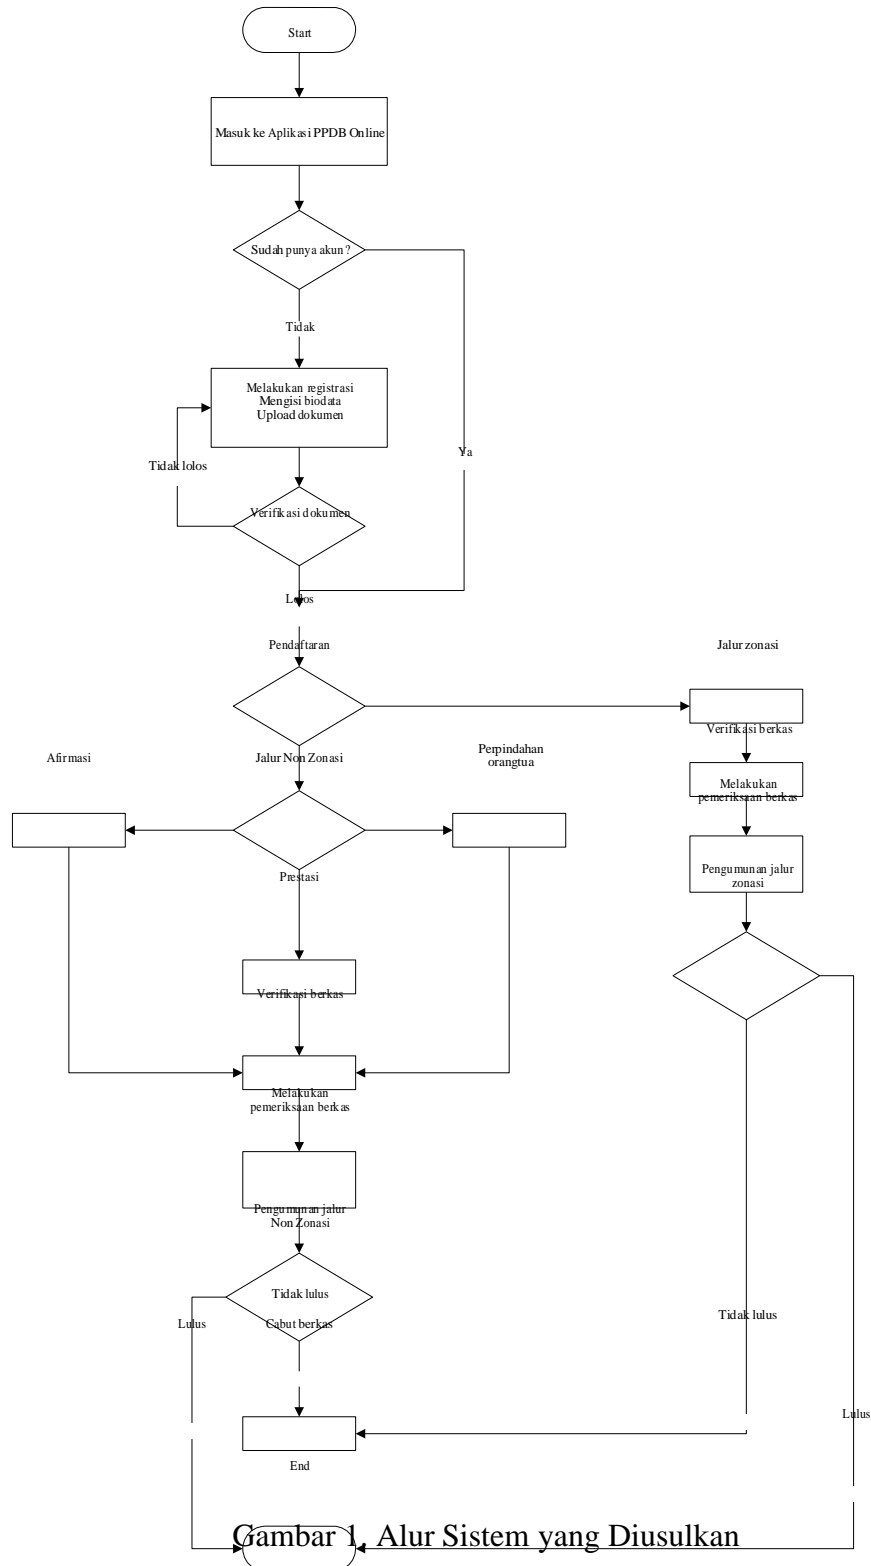 Start
Masuk ke Aplikasi PPDB Online
Sudah punya akun?
Tidak
Melakukan registrasi
Mengisi biodata
Upload dokumen
Ya
Tidak lolos
Verifikasi dokumen
Lolos
Pendaftaran
Jalur zonasi
Verifikasi berkas
Afirmasi
Jalur Non Zonasi
Perpindahan
orangtua
Melakukan
pemeriksaan berkas
Pengumunan jalur
zonasi
Prestasi
Verifikasi berkas
Melakukan
pemeriksaan berkas
Pengumunan jalur
Non Zonasi
Tidak lulus
Lulus
Cabut berkas
Tidak lulus
Lulus
End
Gambar 1. Alur Sistem yang Diusulkan